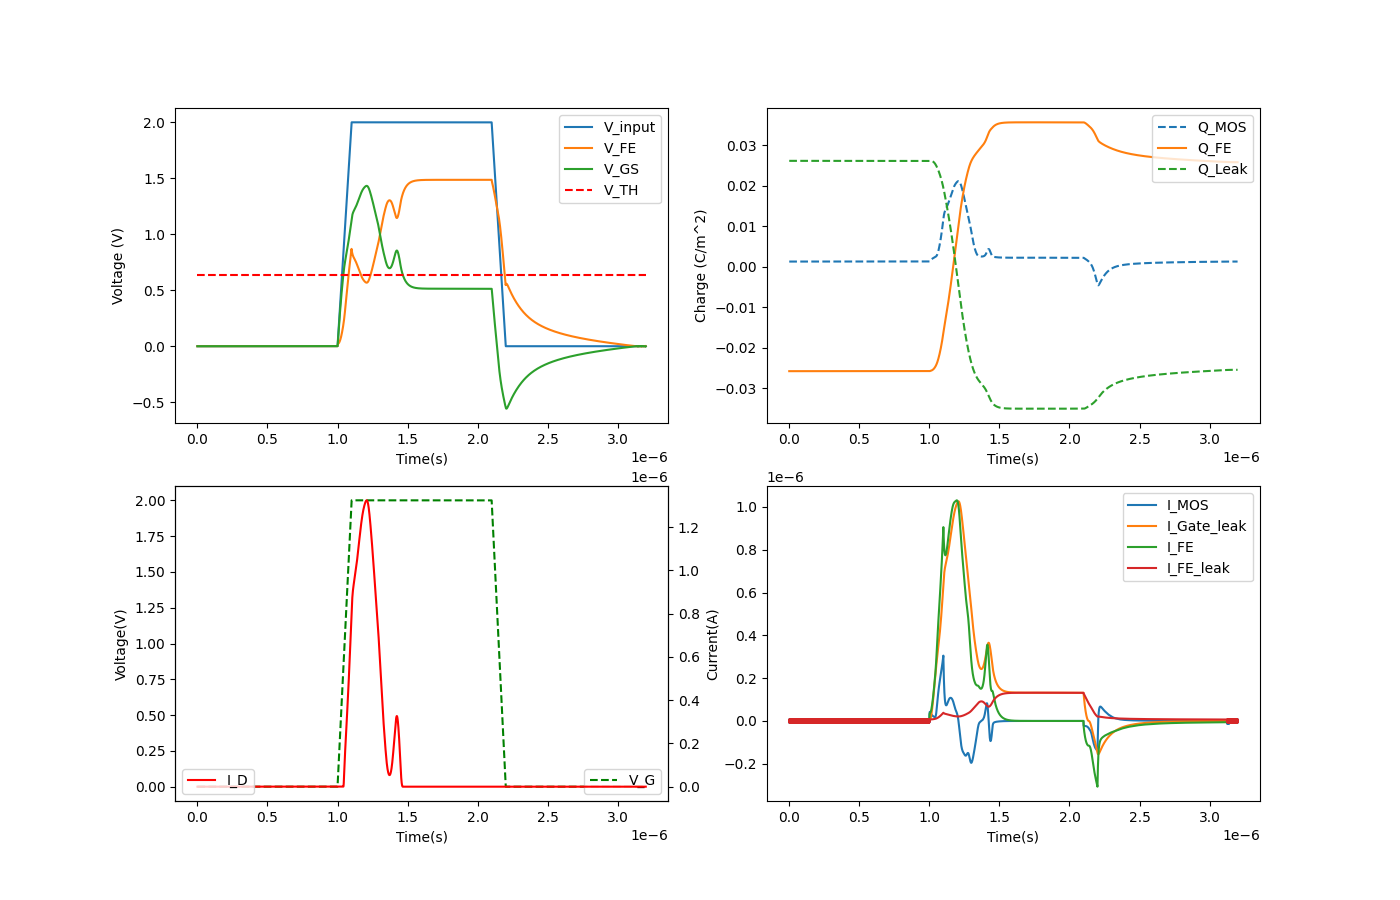 2.0
1.5
1.0
0.5
0.0
−0.5
Voltage (V)
V_input
V_FE
V_GS
V_TH
0.0 0.5 1.0 1.5 2.0 2.5 3.0
Time(s)
1e−6
0.03
0.02
0.01
0.00
−0.01
−0.02
−0.03
Charge (C/m^2)
Q_MOS
Q_FE
Q_Leak
0.0 0.5 1.0 1.5 2.0 2.5 3.0
Time(s)
1e−6
1e−6
2.00
1.75
1.50
1.25
1.00
0.75
0.50
0.25
0.00
Voltage(V)
I_D
V_G
1.2
1.0
0.8
0.6
0.4
0.2
0.0
Current(A)
0.0 0.5 1.0 1.5 2.0 2.5 3.0
Time(s)
1e−6
1e−6
1.0
0.8
0.6
0.4
0.2
0.0
−0.2
I_MOS
I_Gate_leak
I_FE
I_FE_leak
0.0 0.5 1.0 1.5 2.0 2.5 3.0
Time(s)
1e−6